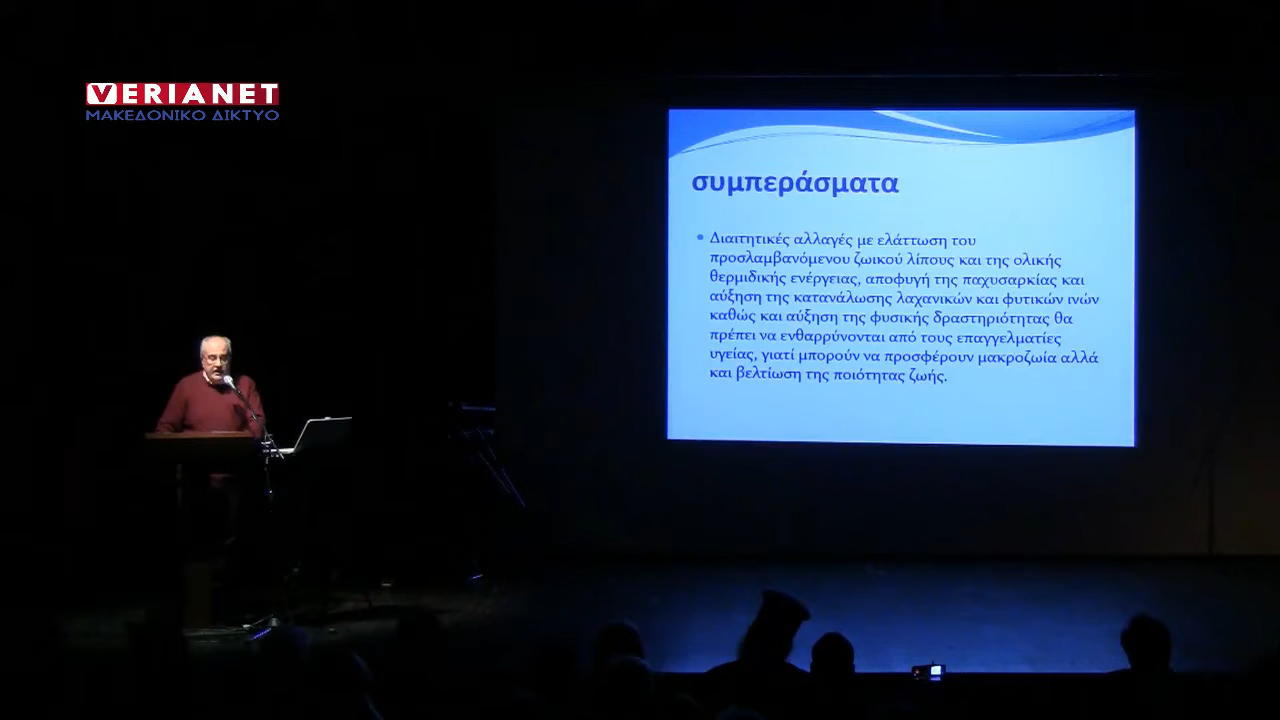 VERIANET
ΜΑΚΕΔΟΝΙΚΟ ΔΙΚΤΥΟ
συμπεράσματα
• Διαιτητικές αλλαγές με ελάττωση του
προσλαμβανόμενου ζωικού λίπους και της ολικής
θερμιδικής ενέργειας, αποφυγή της παχυσαρκίας και
αύξηση της κατανάλωσης λαχανικών και φυτικών ινών
καθώς και αύξηση της φυσικής δραστηριότητας θα
πρέπει να ενθαρρύνονται από τους επαγγελματίες
υγείας, γιατί μπορούν να προσφέρουν μακροζωία αλλά
και βελτίωση της ποιότητας ζωής.